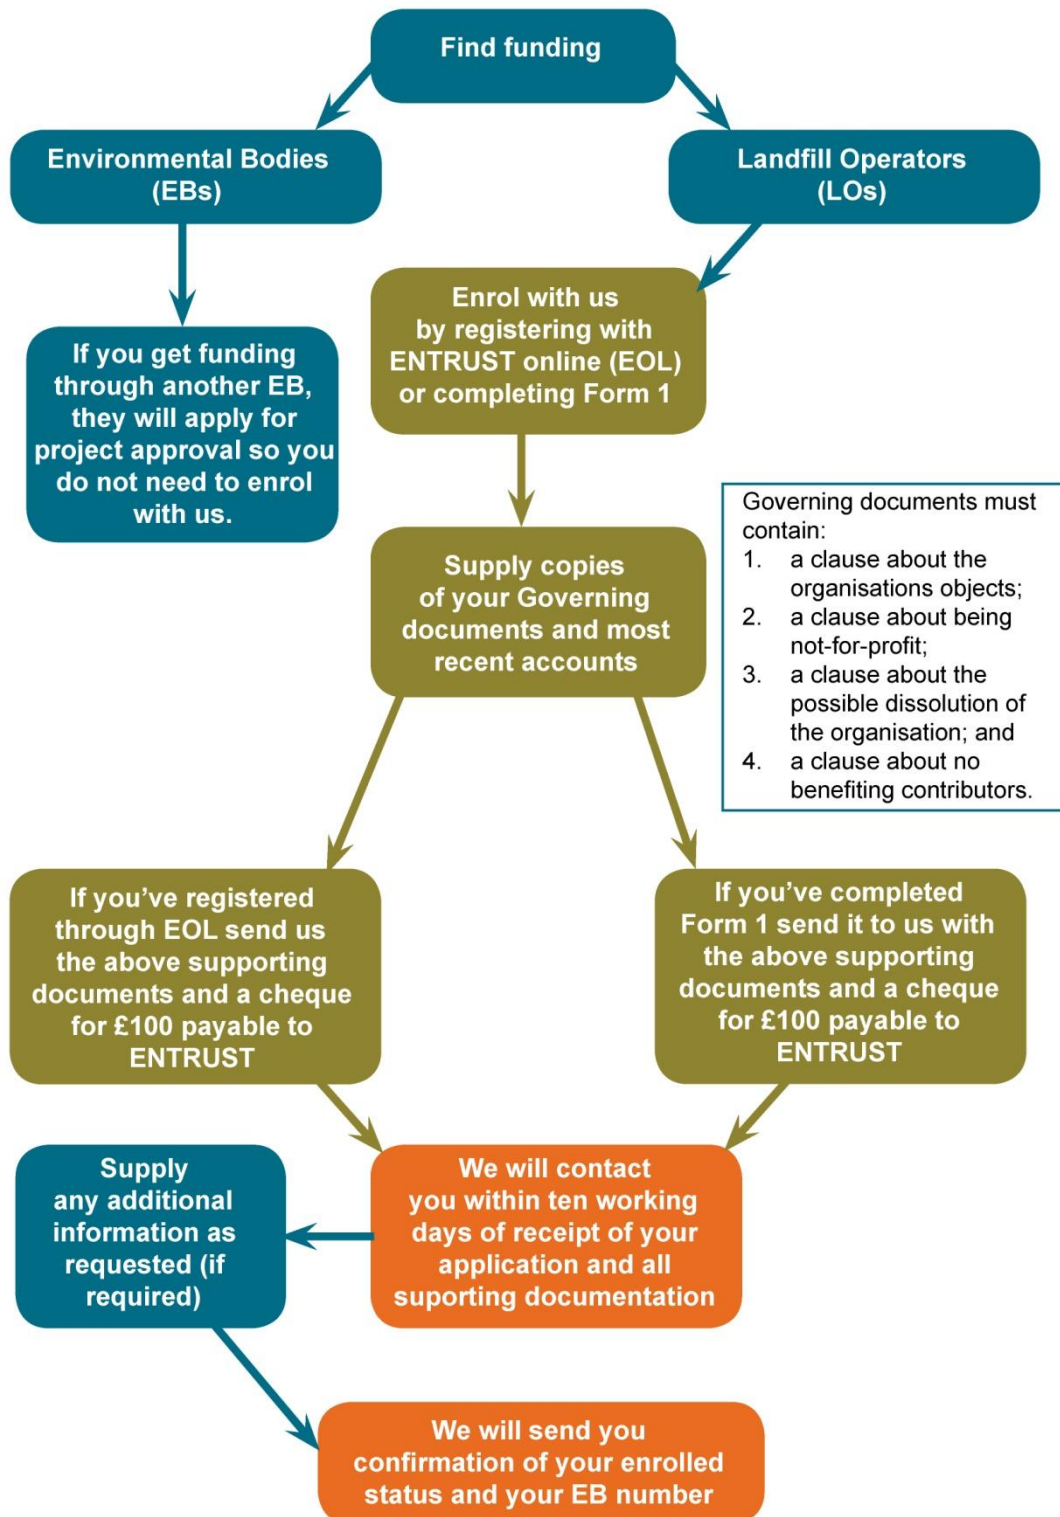 Find funding
Environmental Bodies
(EBs)
Landfill Operators
(LOs)
Enrol with us
by registering with
ENTRUST online (EOL)
or completing Form 1
If you get funding
through another EB,
they will apply for
project approval so you
do not need to enrol
with us.
Supply copies
of your Governing
documents and most
recent accounts
Governing documents must
contain:
1. a clause about the
organisations objects;
2. a clause about being
not-for-profit;
3. a clause about the
possible dissolution of
the organisation; and
4. a clause about no
benefiting contributors.
If you've registered
through EOL send us
the above supporting
documents and a cheque
for £100 payable to
ENTRUST
If you've completed
Form 1 send it to us with
the above supporting
documents and a cheque
for £100 payable to
ENTRUST
We will contact
you within ten working
days of receipt of your
application and all
suporting documentation
Supply
any additional
information as
requested (if
required)
We will send you
confirmation of your enrolled
status and your EB number